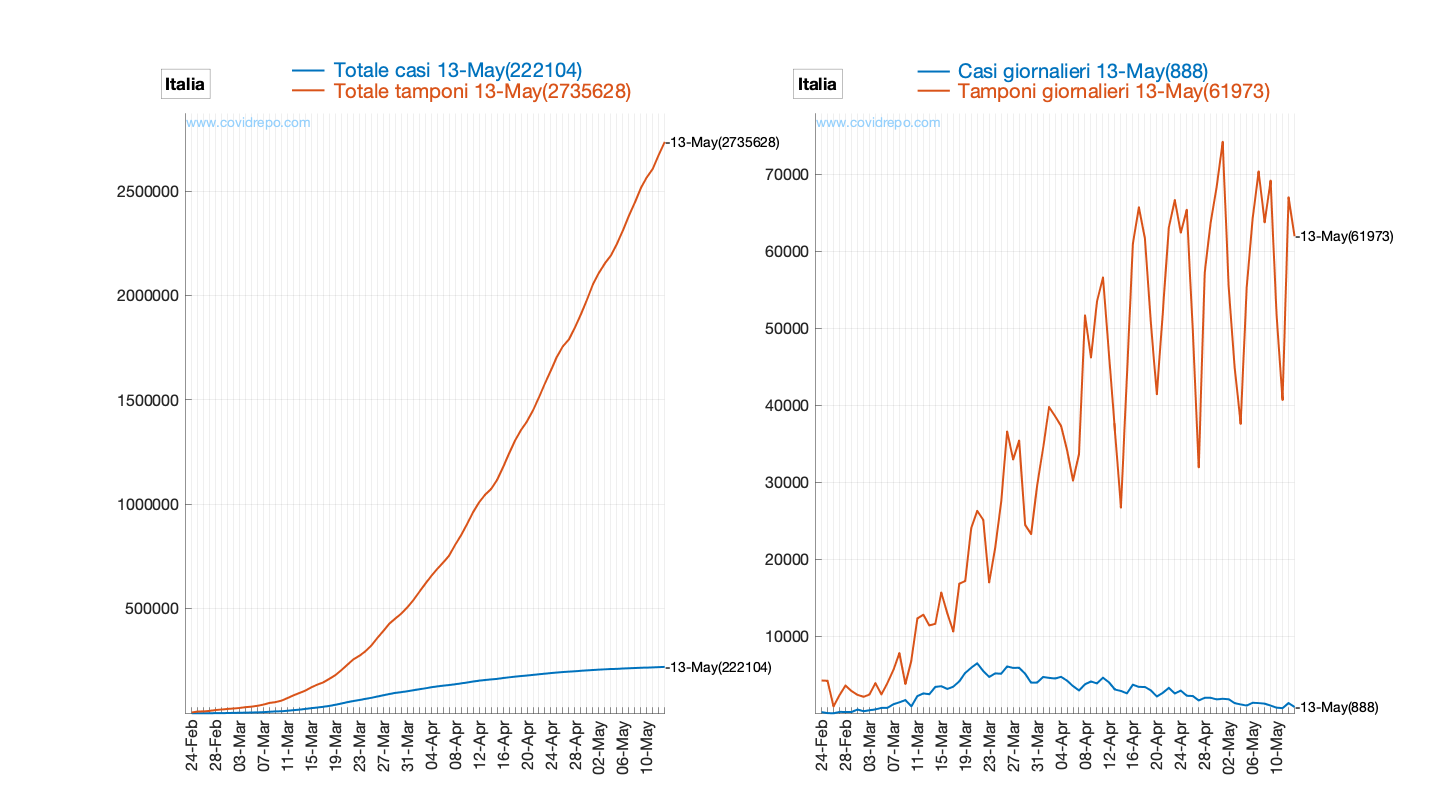 Italia
Totale casi 13-May(222104)
Totale tamponi 13-May(2735628)
www.covidrepo.com
13-May(2735628)
2500000
2000000
1500000
1000000
500000
13-May(222104)
24-Feb
28-Feb
03-Mar
07-Mar
11-Mar
15-Mar
19-Mar
23-Mar
27-Mar
31-Mar
04-Apr
08-Apr
12-Apr
16-Apr
20-Apr
24-Apr
28-Apr
02-May
06-May
10-May
Italia
Casi giornalieri 13-May(888)
Tamponi giornalieri 13-May(61973)
www.covidrepo.com
70000
13-May(61973)
60000
50000
40000
30000
20000
10000
13-May(888)
24-Feb
28-Feb
03-Mar
07-Mar
11-Mar
15-Mar
19-Mar
23-Mar
27-Mar
31-Mar
04-Apr
08-Apr
12-Apr
16-Apr
20-Apr
24-Apr
28-Apr
02-May
06-May
10-May